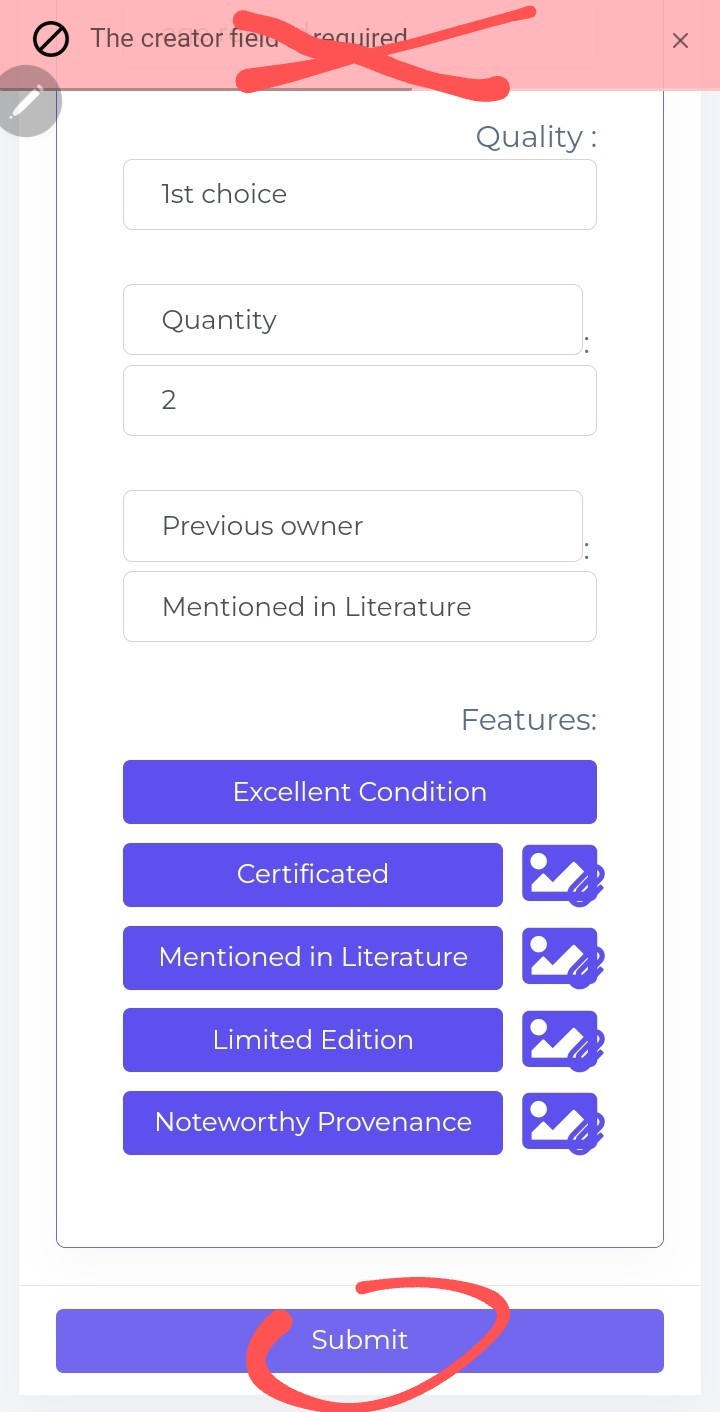 The creator field is required
Quality :
1st choice
Quantity
:
2
Previous owner
:
Mentioned in Literature
Features:
Excellent Condition
Certificated
Mentioned in Literature
Limited Edition
Noteworthy Provenance
Submit